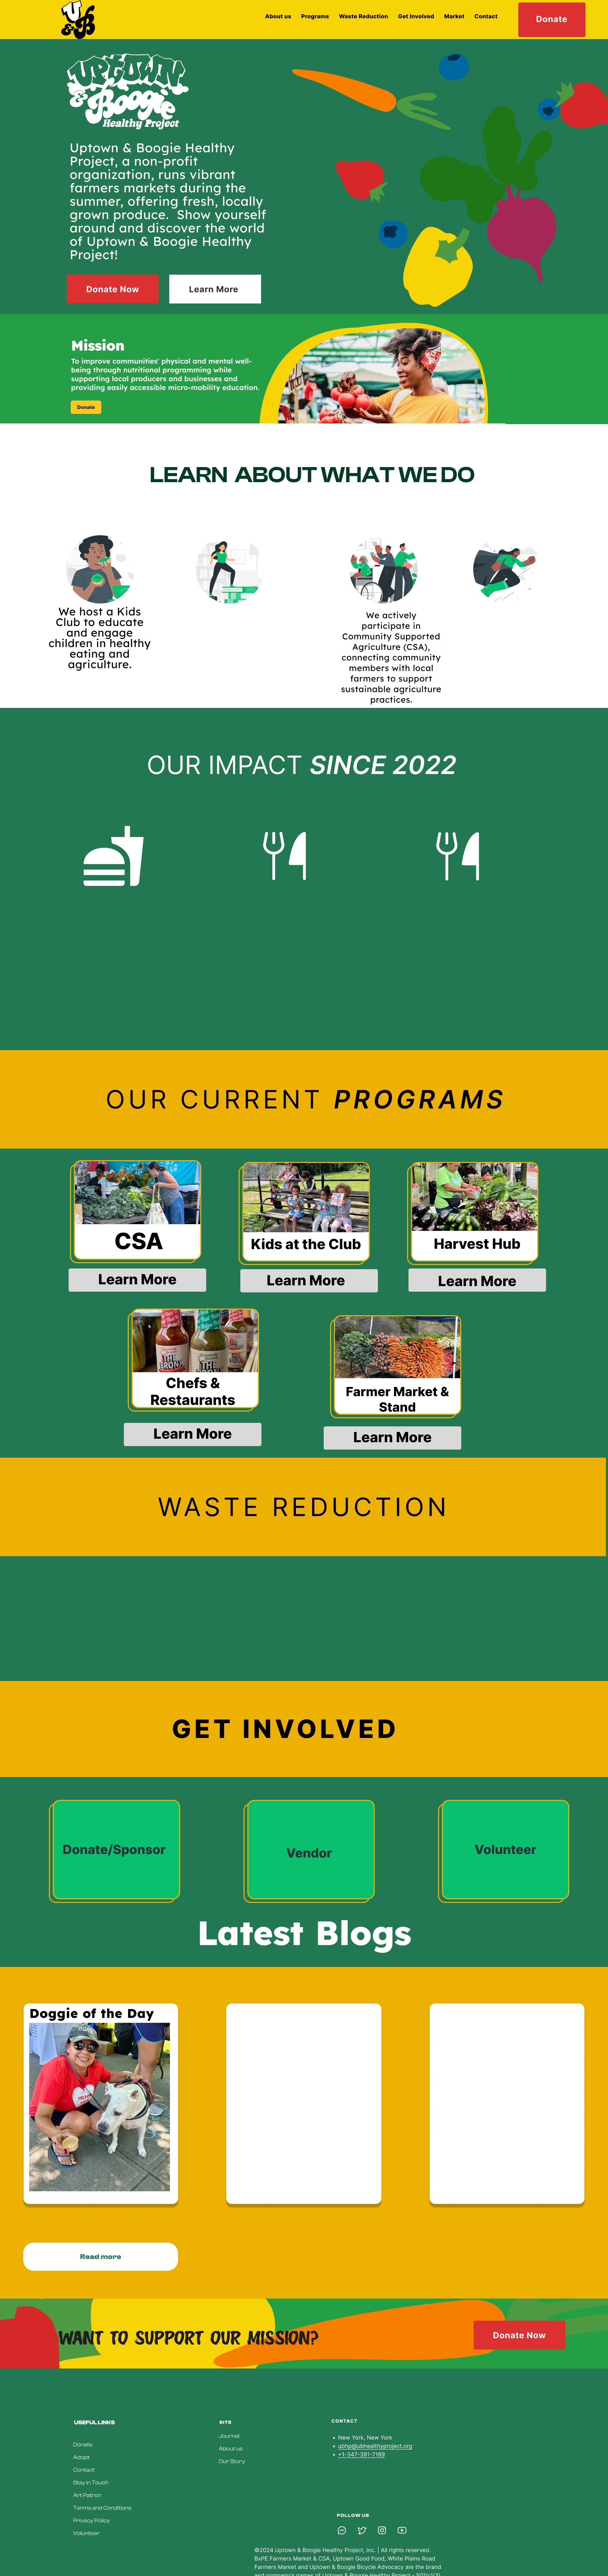 U
&B
About us Programs Waste Reduction Get Involved Market Contact
Donate
UPTOWN
& Boogie
Healthy Project
Uptown & Boogie Healthy
Project, a non-profit
organization, runs vibrant
farmers markets during the
summer, offering fresh, locally
grown produce. Show yourself
around and discover the world
of Uptown & Boogie Healthy
Project!
Donate Now
Learn More
Mission
To improve communities' physical and mental well-
being through nutritional programming while
supporting local producers and businesses and
providing easily accessible micro-mobility education.
Donate
LEARN ABOUT WHAT WE DO
We host a Kids
Club to educate
and engage
children in healthy
eating and
agriculture.
We actively
participate in
Community Supported
Agriculture (CSA),
connecting community
members with local
farmers to support
sustainable agriculture
practices.
OUR IMPACT SINCE 2022
OUR CURRENT PROGRAMS
CSA
Kids at the Club
Harvest Hub
Learn More
Learn More
Learn More
THE BRONX
Chefs &
Restaurants
Farmer Market &
Stand
Learn More
Learn More
WASTE REDUCTION
GET INVOLVED
Donate/Sponsor
Vendor
Volunteer
Latest Blogs
Doggie of the Day
Read more
WANT TO SUPPORT OUR MISSION?
Donate Now
USEFUL LINKS
Donate
Adopt
Contact
Stay in Touch
Art Patron
Terms and Conditions
Privacy Policy
Volunteer
SITE
Journal
About us
Our Story
CONTACT
New York, New York
ubhp@ubhealthyproject.org
+1-347-391-7189
FOLLOW US
©2024 Uptown & Boogie Healthy Project, Inc. | All rights reserved.
BxPE Farmers Market & CSA, Uptown Good Food, White Plains Road
Farmers Market and Uptown & Boogie Bicycle Advocacy are the brand
and company's names of Uptown & Boogie Healthy Project - 501(c)(3)